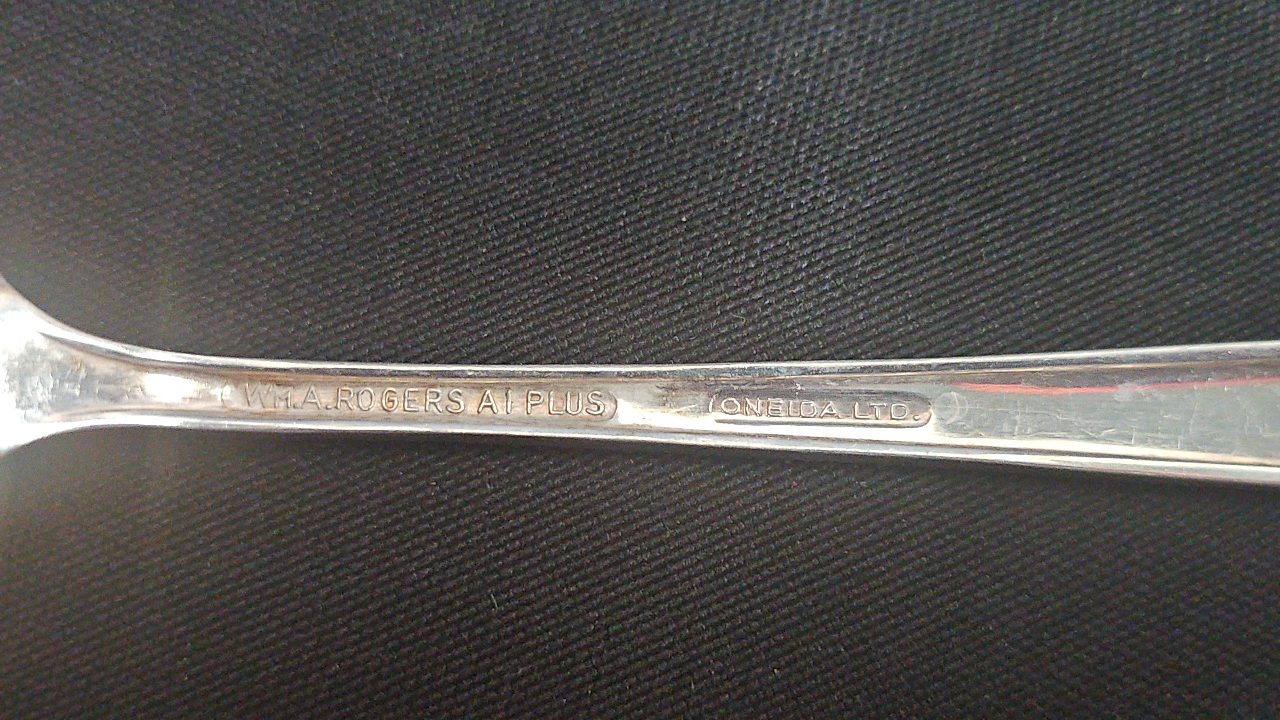 WM.A.ROGERS A1 PLUS ONEIDA LTD.